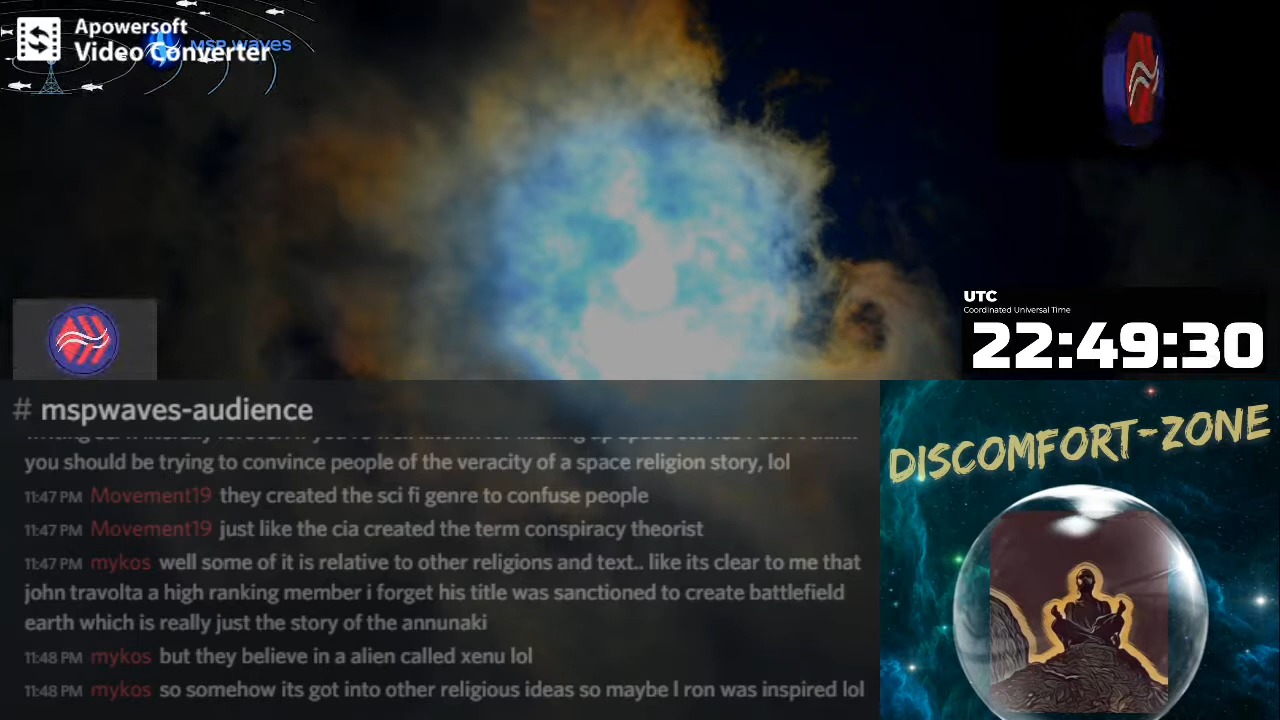 Apowersoft
Video Converter
MSP WAVES
UTC
Coordinated Universal Time
22:49:30
# mspwaves-audience
you should be trying to convince people of the veracity of a space religion story, lol
11:47 PM Movement19 they created the sci fi genre to confuse people
11:47 PM Movement19 just like the cia created the term conspiracy theorist
11:47 PM mykos well some of it is relative to other religions and text.. like its clear to me that
john travolta a high ranking member i forget his title was sanctioned to create battlefield
earth which is really just the story of the annunaki
11:48 PM mykos but they believe in a alien called xenu lol
11:48 PM mykos so somehow its got into other religious ideas so maybe l ron was inspired lol
DISCOMFORT-ZONE